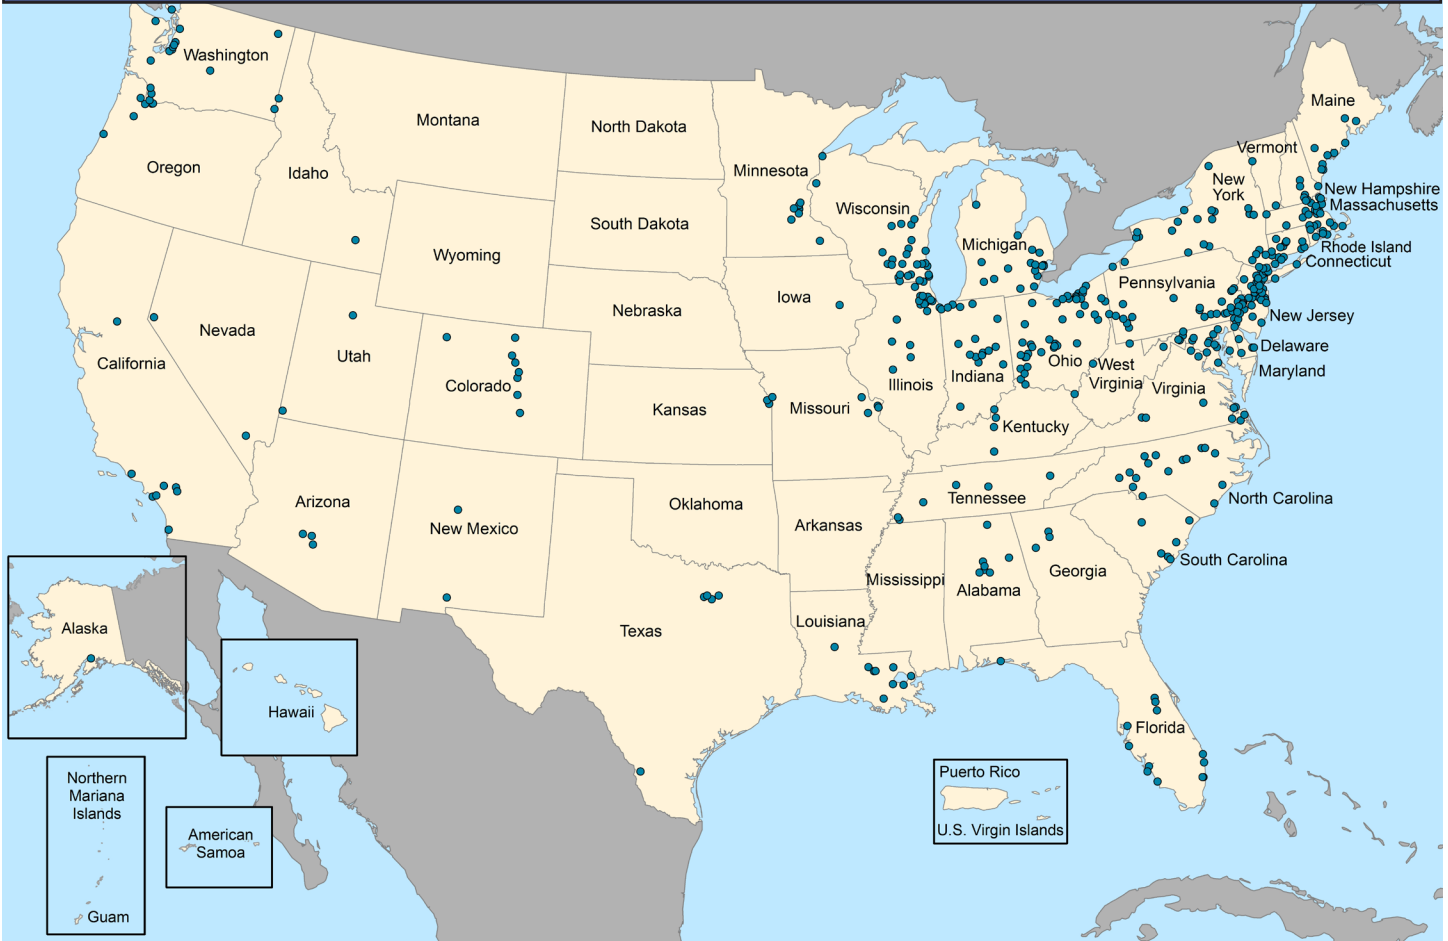 Washington
Montana
North Dakota
Minnesota
Maine
Vermont
Oregon
Idaho
New
York
New Hampshire
Massachusetts
South Dakota
Wisconsin
Michigan
Rhode Island
Connecticut
Wyoming
Pennsylvania
Iowa
Nebraska
New Jersey
Nevada
Utah
California
Delaware
Ohio
West
Virginia
Maryland
Colorado
Illinois
Indiana
Virginia
Kansas
Missouri
Kentucky
Arizona
New Mexico
Oklahoma
Arkansas
Tennessee
North Carolina
South Carolina
Mississippi
Alabama
Georgia
Alaska
Texas
Louisiana
Hawaii
Florida
Northern
Mariana
Islands
Puerto Rico
American
Samoa
U.S. Virgin Islands
Guam